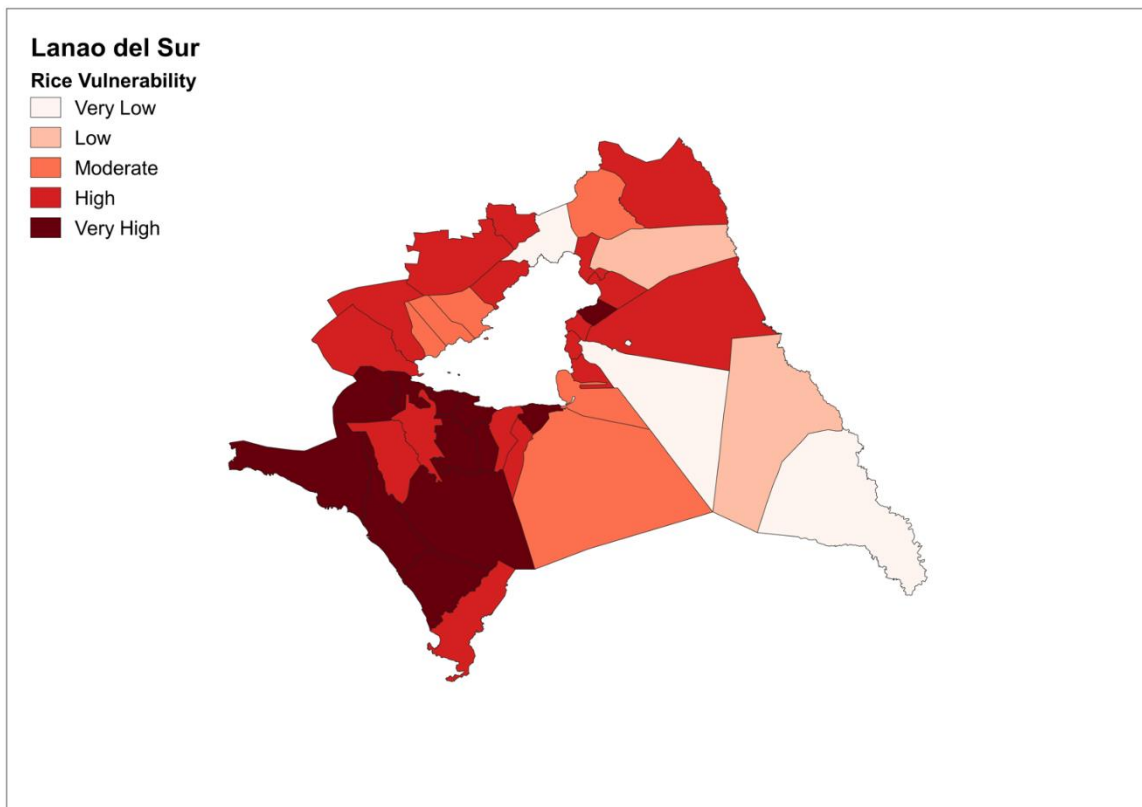 Lanao del Sur
Rice Vulnerability
Very Low
Low
Moderate
High
Very High